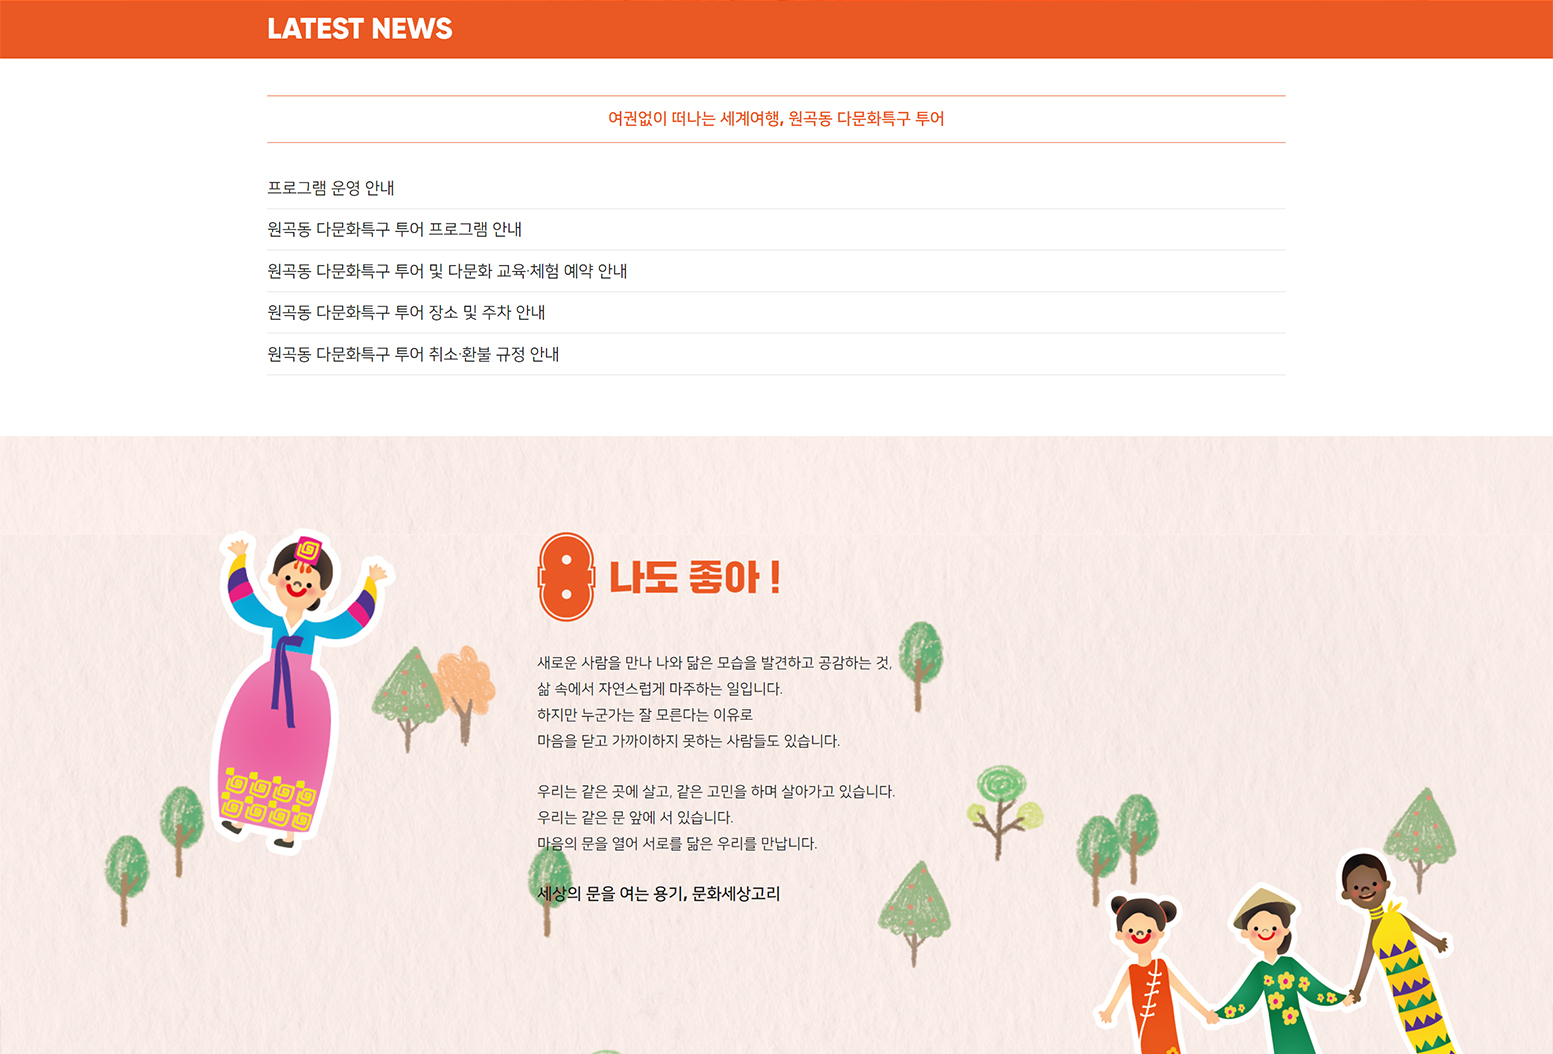 LATEST NEWS
여권없이 떠나는 세계여행, 원곡동 다문화특구 투어
프로그램 운영 안내
원곡동 다문화특구 투어 프로그램 안내
원곡동 다문화특구 투어 및 다문화 교육·체험 예약 안내
원곡동 다문화특구 투어 장소 및 주차 안내
원곡동 다문화특구 투어 취소·환불 규정 안내
나도 좋아 !
새로운 사람을 만나 나와 닮은 모습을 발견하고 공감하는 것,
삶 속에서 자연스럽게 마주하는 일입니다.
하지만 누군가는 잘 모른다는 이유로
마음을 닫고 가까이하지 못하는 사람들도 있습니다.
우리는 같은 곳에 살고, 같은 고민을 하며 살아가고 있습니다.
우리는 같은 문 앞에 서 있습니다.
마음의 문을 열어 서로를 닮은 우리를 만납니다.
세상의 문을 여는 용기, 문화세상고리